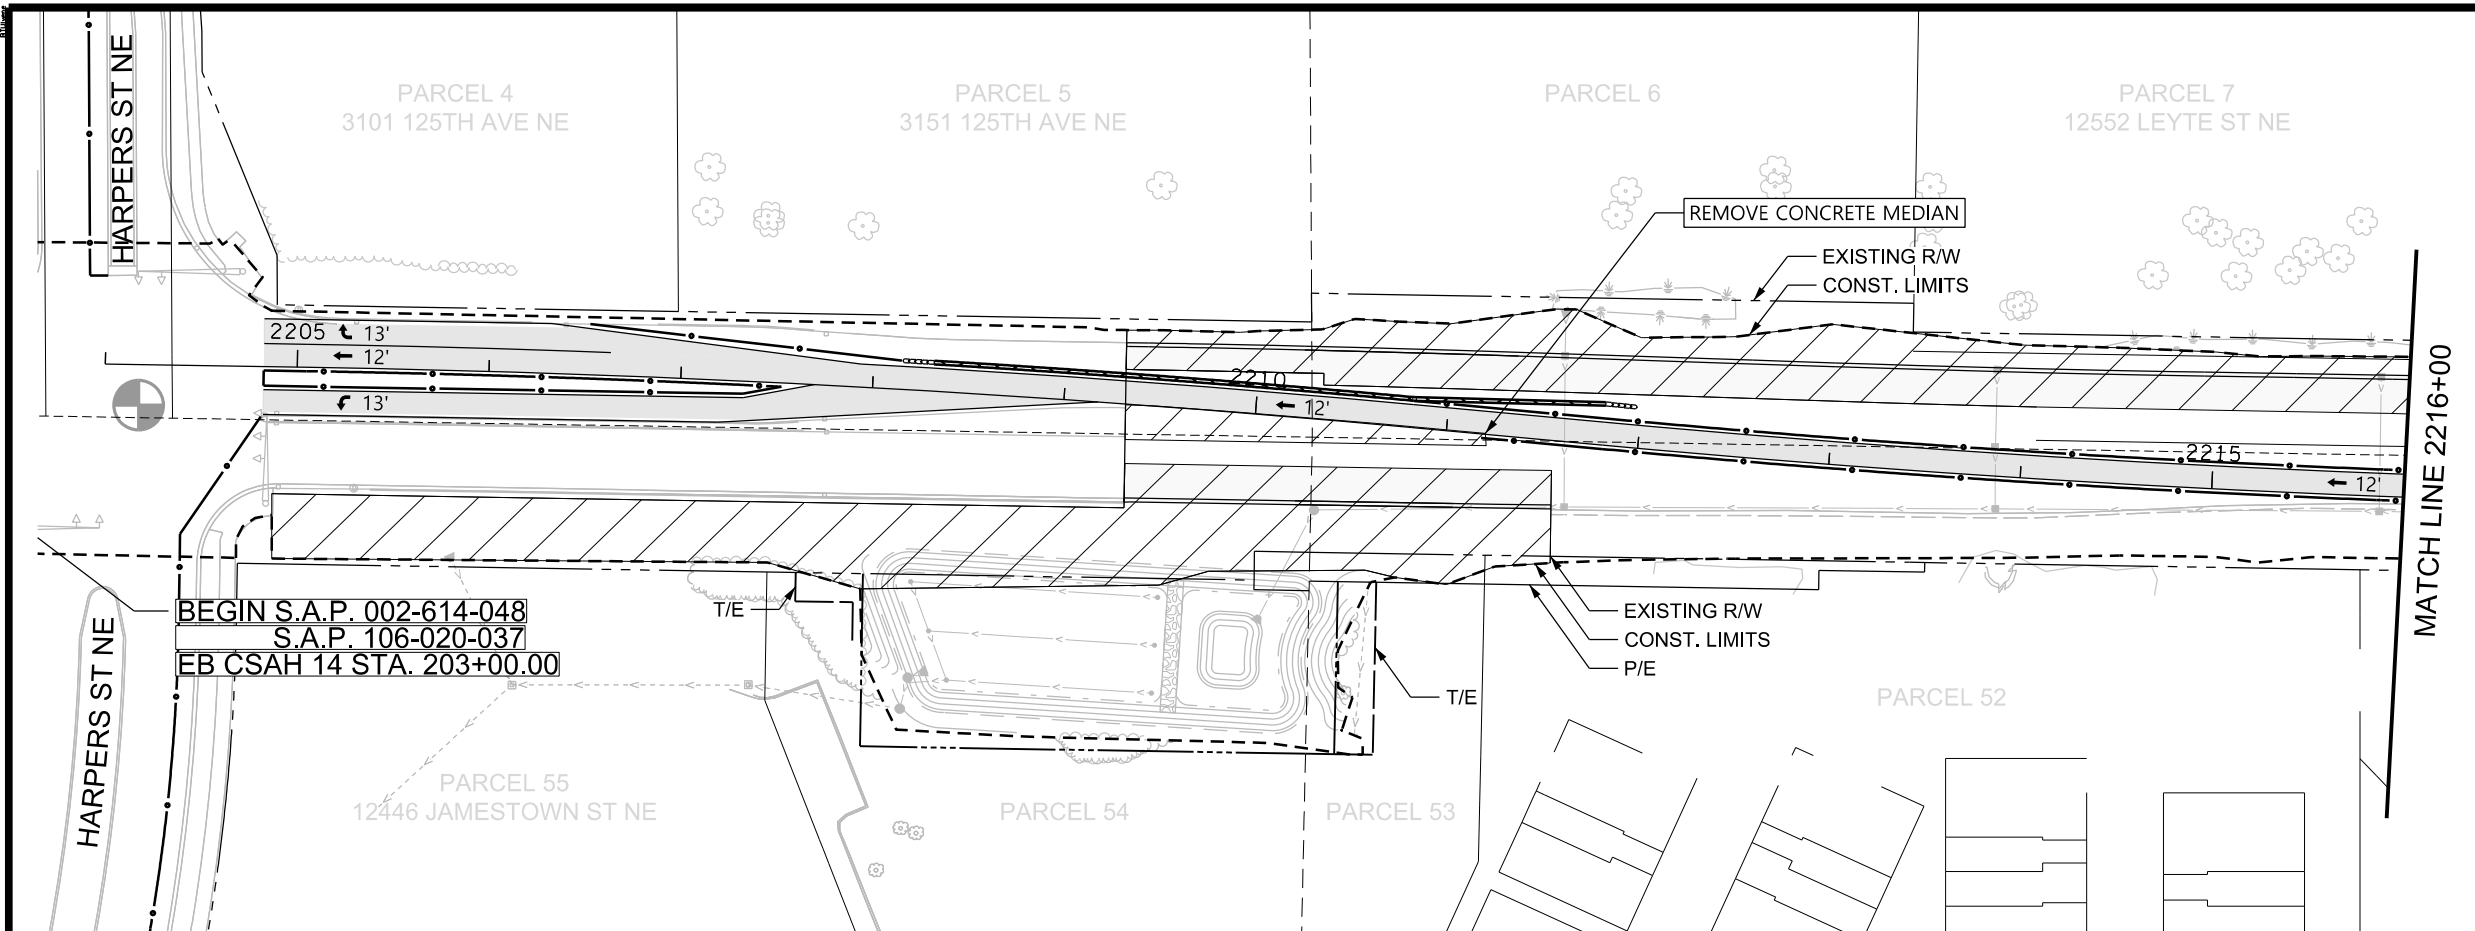 HARPERS ST NE
PARCEL 4
3101 125TH AVE NE
PARCEL 5
3151 125TH AVE NE
PARCEL 6
PARCEL 7
12552 LEYTE ST NE
REMOVE CONCRETE MEDIAN
EXISTING R/W
CONST. LIMITS
2205
13'
12'
13'
2210
12'
2215
12'
MATCH LINE 2216+00
BEGIN S.A.P. 002-614-048
S.A.P. 106-020-037
EB CSAH 14 STA. 203+00.00
T/E
EXISTING R/W
CONST. LIMITS
P/E
T/E
HARPERS ST NE
PARCEL 55
12446 JAMESTOWN ST NE
PARCEL 54
PARCEL 53
PARCEL 52